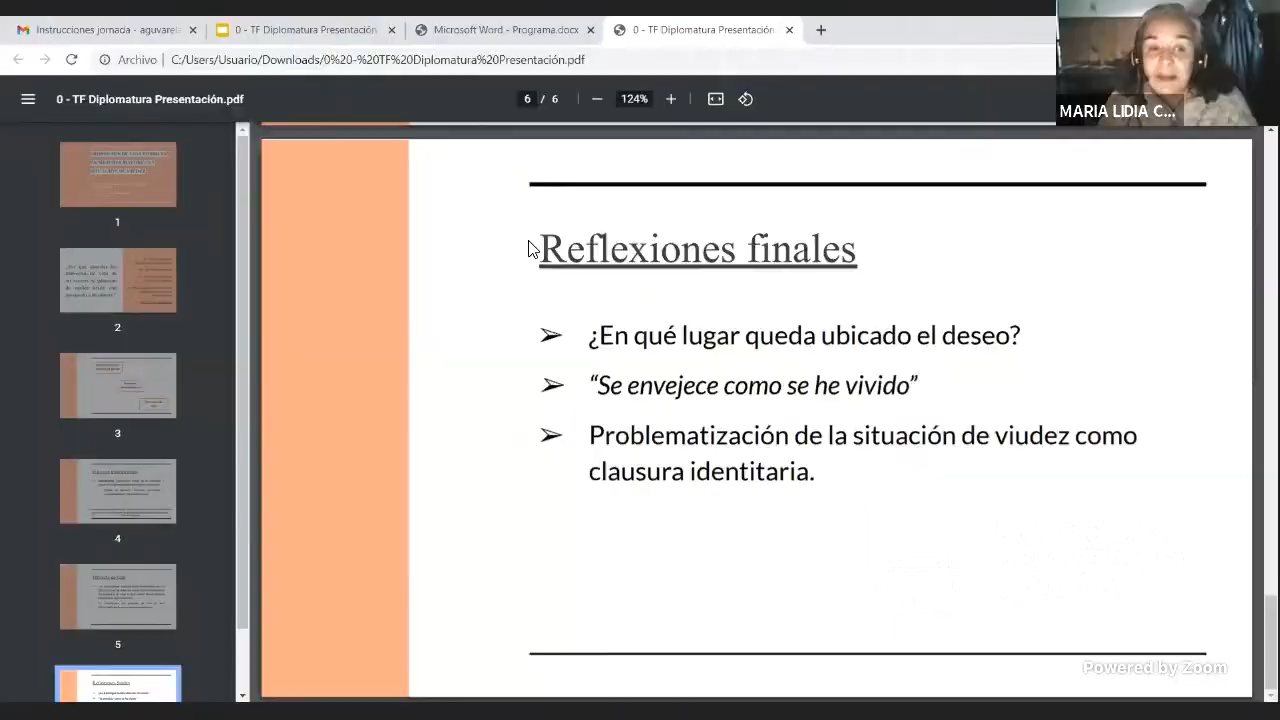 Instrucciones jornada - aguvareb
0 - TF Diplomatura Presentación
Microsoft Word - Programa.docx
0 - TF Diplomatura Presentación
Archivo
C:/Users/Usuario/Downloads/0%20-%20TF%20Diplomatura%20Presentación.pdf
0 - TF Diplomatura Presentación.pdf
6 / 6
124%
MARIA LIDIA C...
1
2
3
4
5
Reflexiones finales
➢ ¿En qué lugar queda ubicado el deseo?
➢ “Se envejece como se he vivido”
➢ Problematización de la situación de viudez como
clausura identitaria.
Powered by Zoom